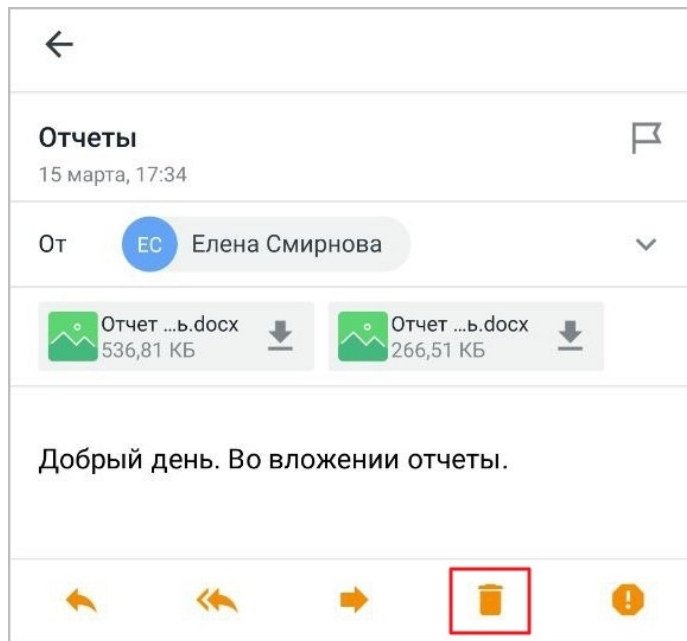 Отчеты
15 марта, 17:34
От ЕС Елена Смирнова
Отчет ...ь.docx Отчет ...ь.docx
536,81 КБ 266,51 КБ
Добрый день. Во вложении отчеты.